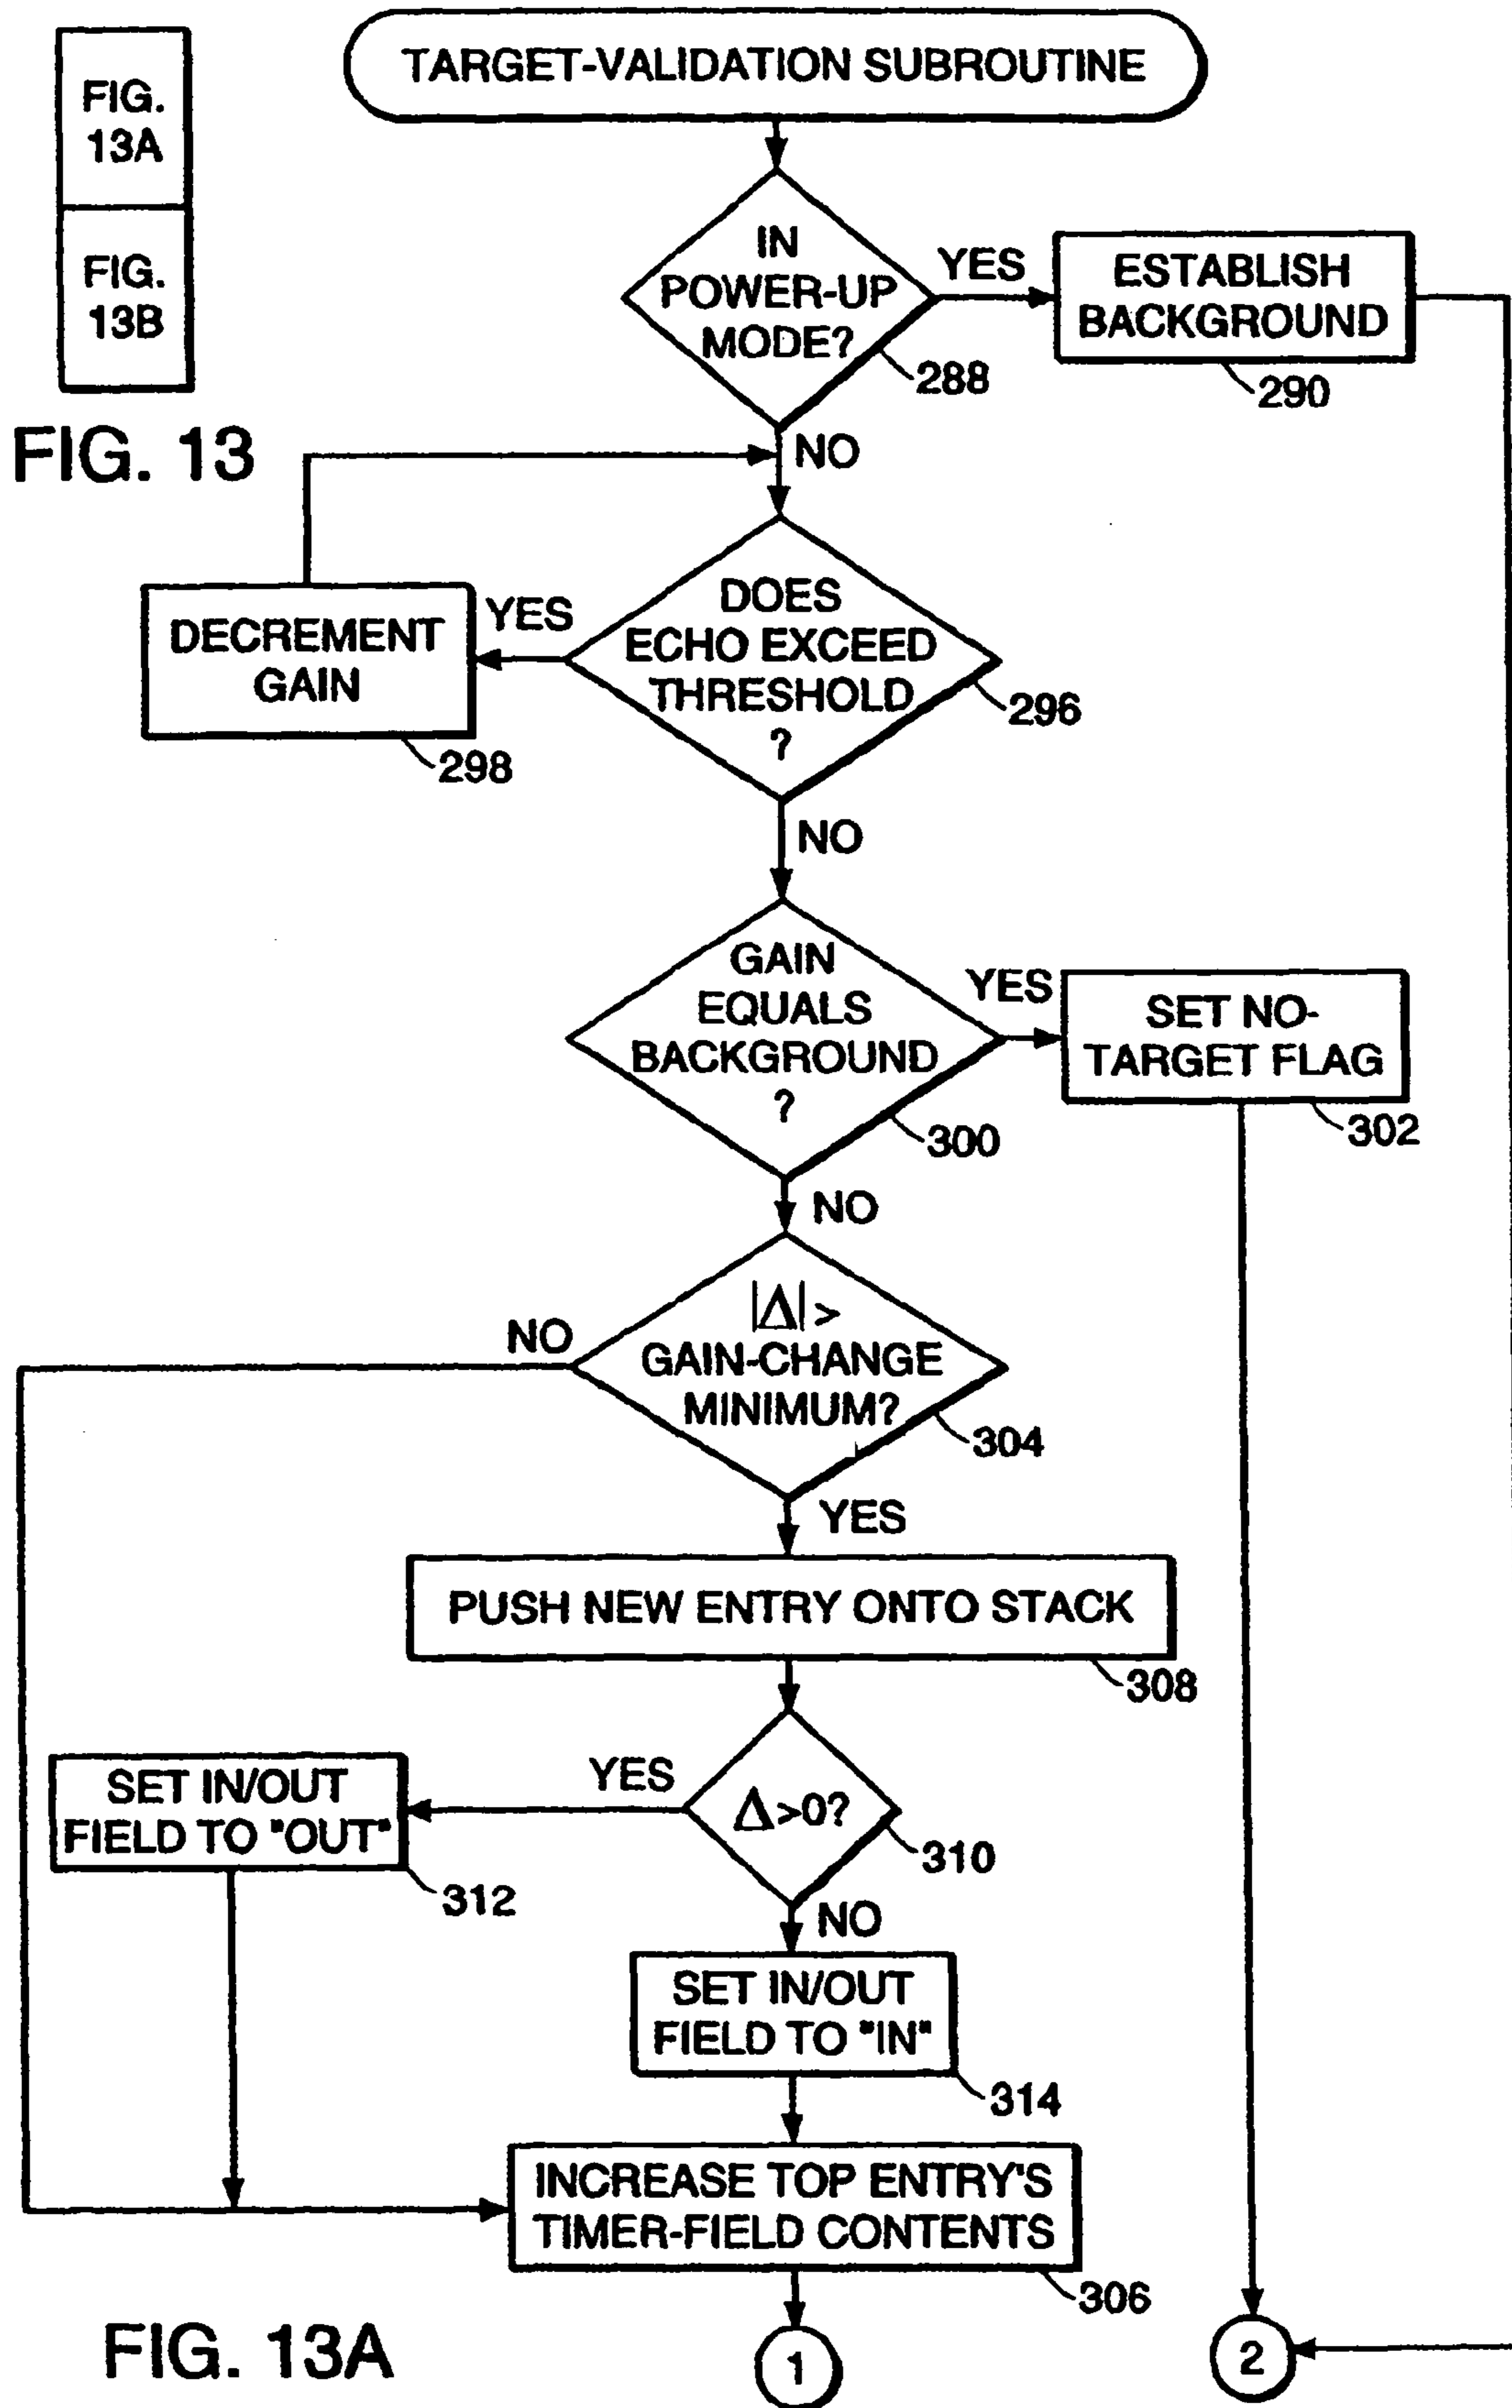 TARGET-VALIDATION SUBROUTINE
FIG.
13A
FIG.
13B
FIG. 13
IN
POWER-UP
MODE?
288
YES
ESTABLISH
BACKGROUND
290
NO
DOES
ECHO EXCEED
THRESHOLD
?
296
YES
DECREMENT
GAIN
298
NO
GAIN
EQUALS
BACKGROUND
?
300
YES
SET NO-
TARGET FLAG
302
NO
|Δ| >
GAIN-CHANGE
MINIMUM?
304
NO
YES
PUSH NEW ENTRY ONTO STACK
308
Δ>0?
310
YES
SET IN/OUT
FIELD TO "OUT"
312
NO
SET IN/OUT
FIELD TO "IN"
314
INCREASE TOP ENTRY'S
TIMER-FIELD CONTENTS
306
1
2
FIG. 13A